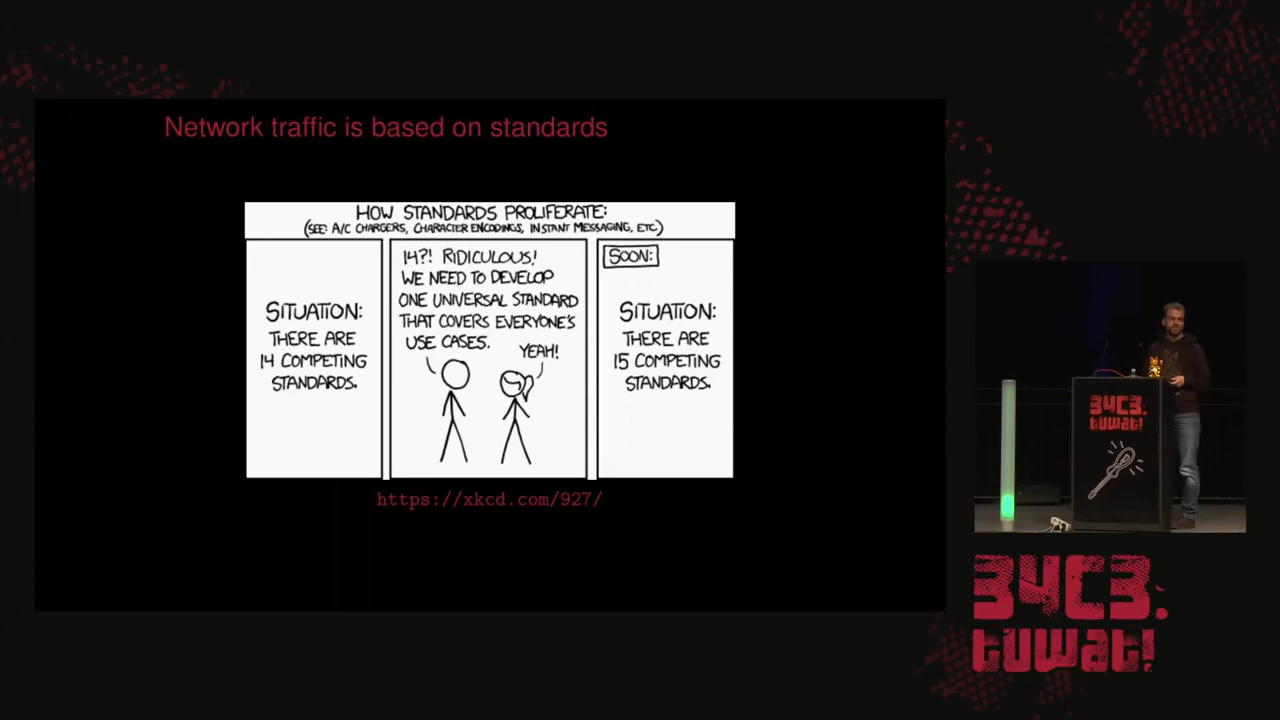 Network traffic is based on standards
HOW STANDARDS PROLIFERATE:
(SEE: A/C CHARGERS, CHARACTER ENCODINGS, INSTANT MESSAGING, ETC)
SITUATION:
THERE ARE
14 COMPETING
STANDARDS.
14?! RIDICULOUS!
WE NEED TO DEVELOP
ONE UNIVERSAL STANDARD
THAT COVERS EVERYONE'S
USE CASES.
YEAH!
SOON:
SITUATION:
THERE ARE
15 COMPETING
STANDARDS.
https://xkcd.com/927/
34C3.
tuwat!
34C3.
tuwat!